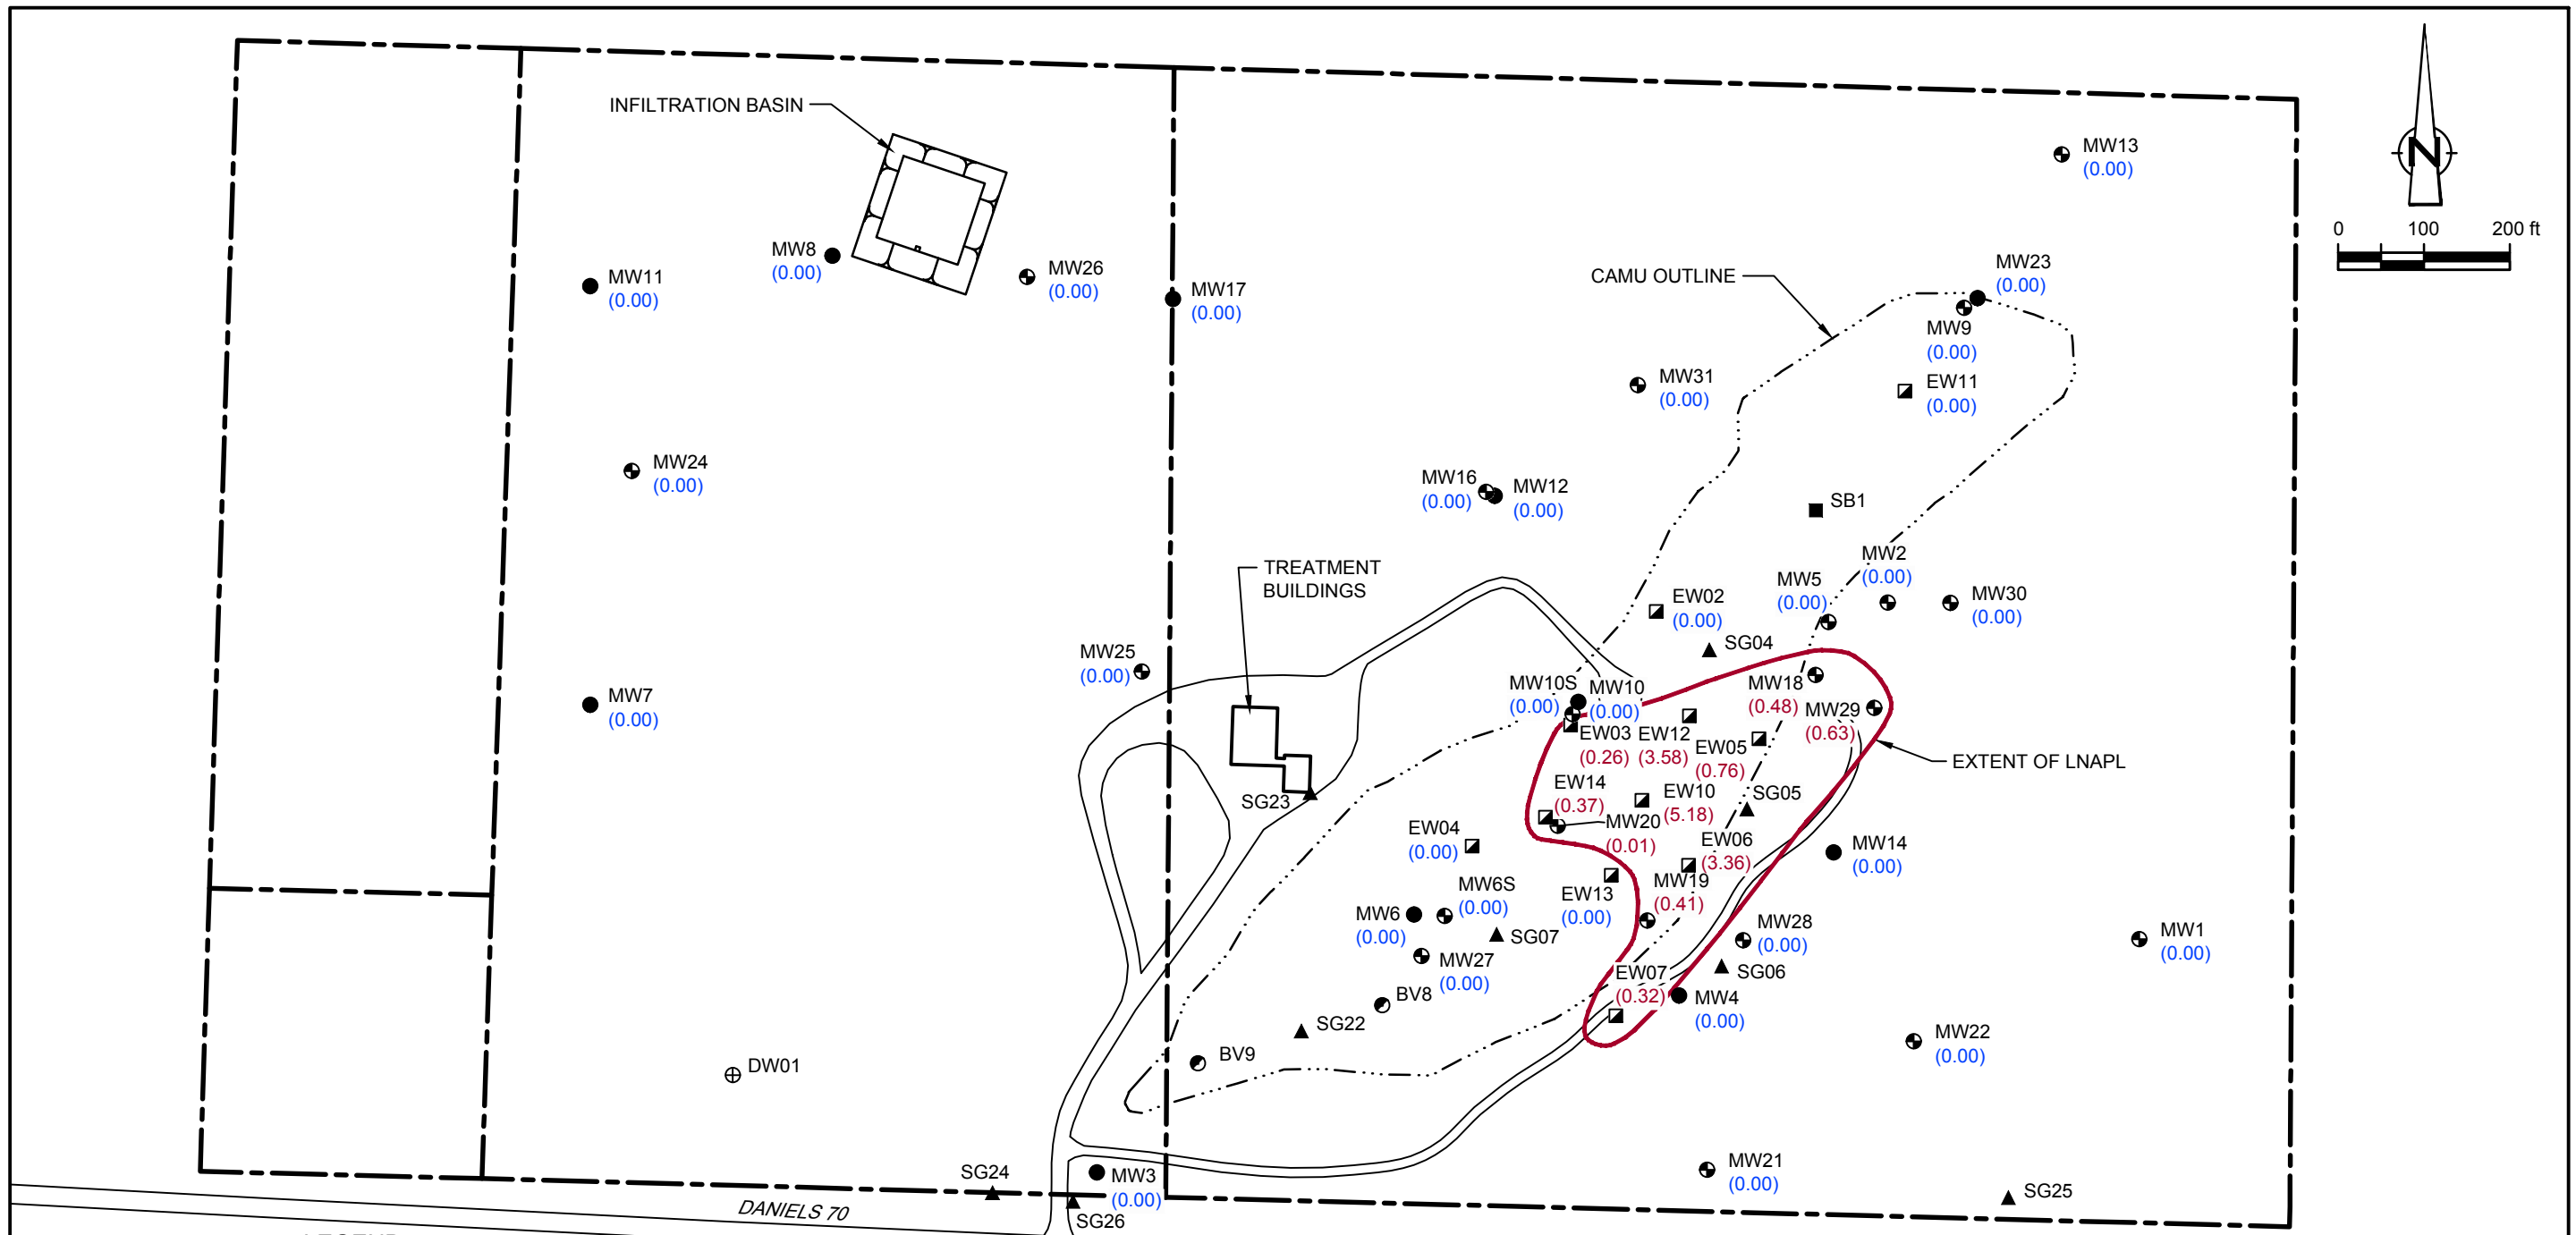 INFILTRATION BASIN
MW13
(0.00)
N
0 100 200 ft
MW8
(0.00)
MW11
(0.00)
MW26
(0.00)
MW17
(0.00)
CAMU OUTLINE
MW23
(0.00)
MW9
(0.00)
EW11
(0.00)
MW31
(0.00)
MW24
(0.00)
MW16
(0.00)
MW12
(0.00)
SB1
TREATMENT
BUILDINGS
MW2
(0.00)
MW5
(0.00)
MW30
(0.00)
EW02
(0.00)
SG04
MW25
(0.00)
MW7
(0.00)
MW10S
(0.00)
MW10
(0.00)
MW18
(0.48)
MW29
(0.63)
EW03
(0.26)
EW12
(3.58)
EW05
(0.76)
EXTENT OF LNAPL
EW14
(0.37)
EW10
(5.18)
SG05
SG23
MW20
(0.01)
EW04
(0.00)
EW06
(3.36)
MW14
(0.00)
MW6S
(0.00)
EW13
(0.00)
MW19
(0.41)
MW6
(0.00)
SG07
MW28
(0.00)
MW1
(0.00)
MW27
(0.00)
EW07
(0.32)
SG06
BV8
MW4
(0.00)
SG22
MW22
(0.00)
BV9
DW01
SG24
MW3
(0.00)
MW21
(0.00)
SG25
DANIELS 70
SG26